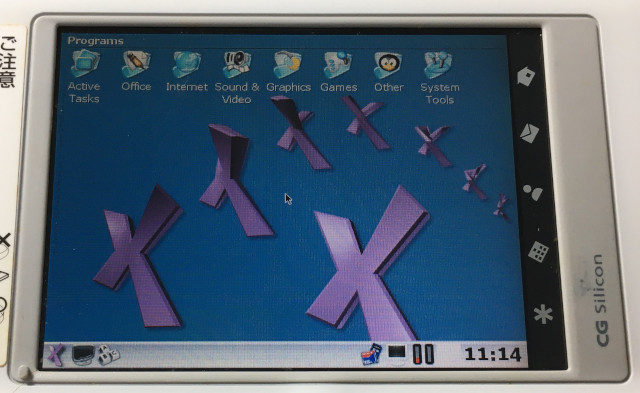 ご注意
Programs
Active Tasks
Office
Internet
Sound & Video
Graphics
Games
Other
System Tools
11:14
CG Silicon